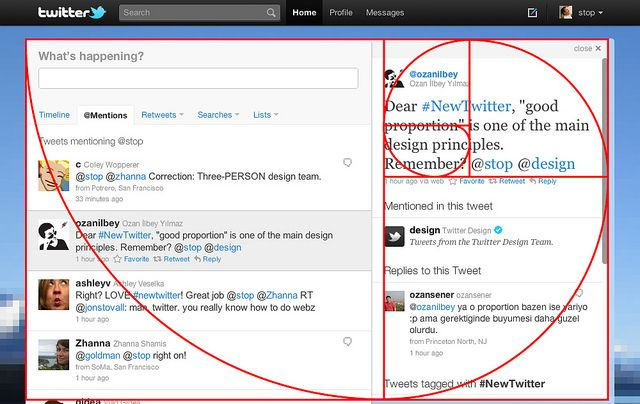 twitter
Search
Home
Profile
Messages
stop
What's happening?
Timeline
@Mentions
Retweets
Searches
Lists
Tweets mentioning @stop
c Coley Wopperer
@stop @zhanna Correction: Three-PERSON design team.
from Potrero, San Francisco
33 minutes ago
ozanilbey Ozan İlbey Yılmaz
Dear #NewTwitter, "good proportion" is one of the main design
principles. Remember? @stop @design
1 hour ago Favorite Retweet Reply
ashleyv Ashley Veselka
Right? LOVE #newtwitter! Great job @stop @Zhanna RT
@jonstovall: man, twitter. you really know how to do webz
1 hour ago
Zhanna Zhanna Shamis
@goldman @stop right on!
from SoMa, San Francisco
1 hour ago
gidea Vlad Gidea
close ×
@ozanilbey
Ozan İlbey Yılmaz
Dear #NewTwitter, "good
proportion" is one of the main
design principles.
Remember? @stop @design
1 hour ago via web Favorite Retweet Reply
Mentioned in this tweet
design Twitter Design
Tweets from the Twitter Design Team.
Replies to this Tweet
ozansener ozansener
@ozanilbey ya o proportion bazen ise yariyo
:p ama gerektiginde buyumesi daha guzel
olurdu.
from Princeton North, NJ
1 hour ago
Tweets tagged with #NewTwitter